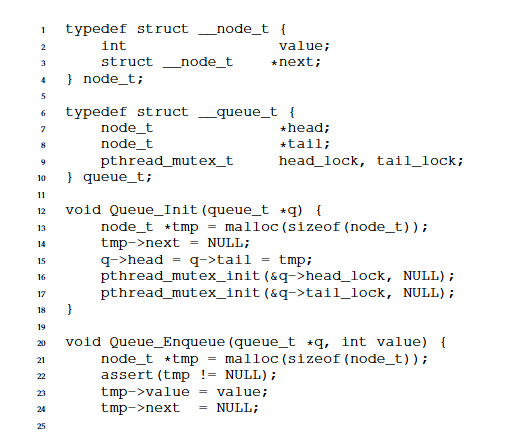 1 typedef struct __node_t {
2 int value;
3 struct __node_t *next;
4 } node_t;
5
6 typedef struct __queue_t {
7 node_t *head;
8 node_t *tail;
9 pthread_mutex_t head_lock, tail_lock;
10 } queue_t;
11
12 void Queue_Init(queue_t *q) {
13 node_t *tmp = malloc(sizeof(node_t));
14 tmp->next = NULL;
15 q->head = q->tail = tmp;
16 pthread_mutex_init(&q->head_lock, NULL);
17 pthread_mutex_init(&q->tail_lock, NULL);
18 }
19
20 void Queue_Enqueue(queue_t *q, int value) {
21 node_t *tmp = malloc(sizeof(node_t));
22 assert(tmp != NULL);
23 tmp->value = value;
24 tmp->next = NULL;
25